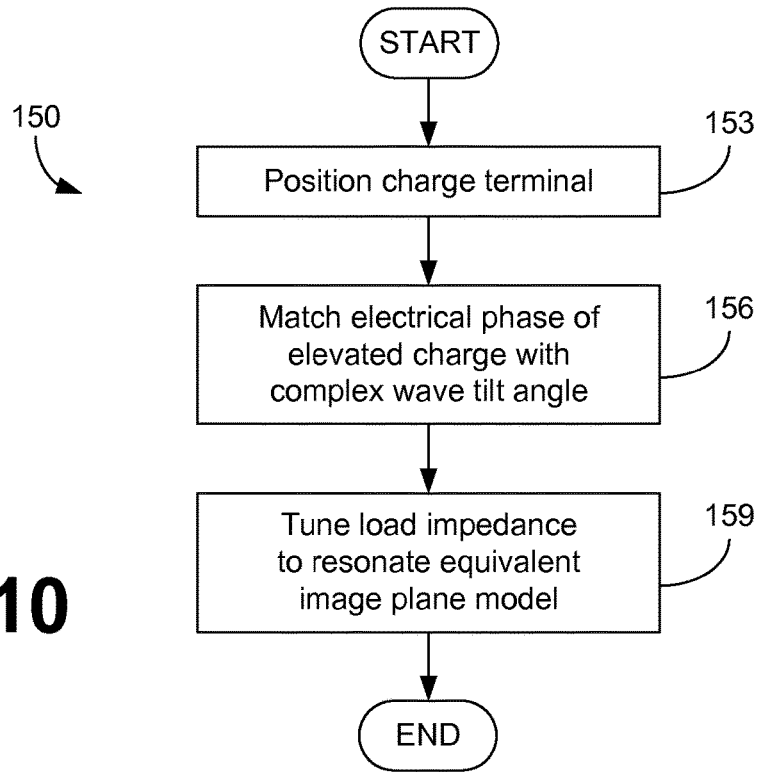 START
150
153
Position charge terminal
Match electrical phase of
elevated charge with
complex wave tilt angle
156
Tune load impedance
to resonate equivalent
image plane model
159
10
END